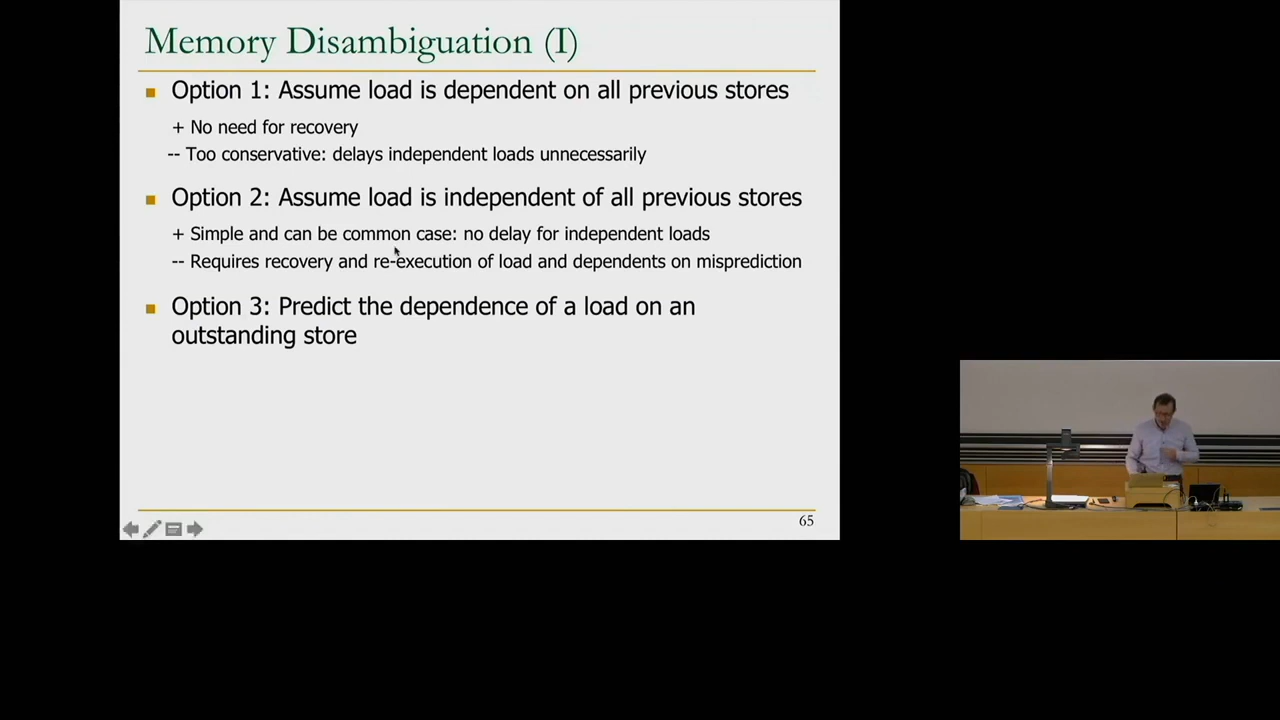 Memory Disambiguation (I)
Option 1: Assume load is dependent on all previous stores
+ No need for recovery
-- Too conservative: delays independent loads unnecessarily
Option 2: Assume load is independent of all previous stores
+ Simple and can be common case: no delay for independent loads
-- Requires recovery and re-execution of load and dependents on misprediction
Option 3: Predict the dependence of a load on an
outstanding store
65